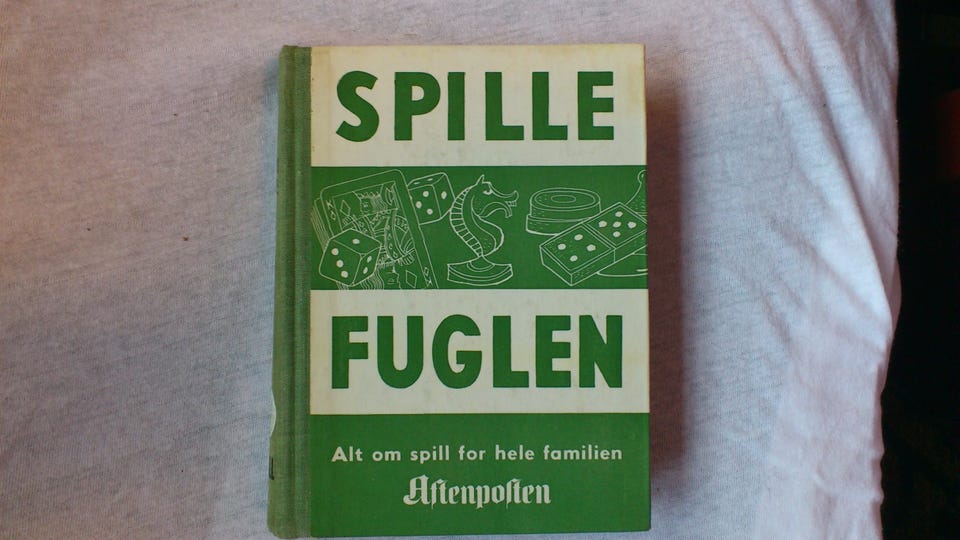 SPILLE
FUGLEN
Alt om spill for hele familien
Aftenposten